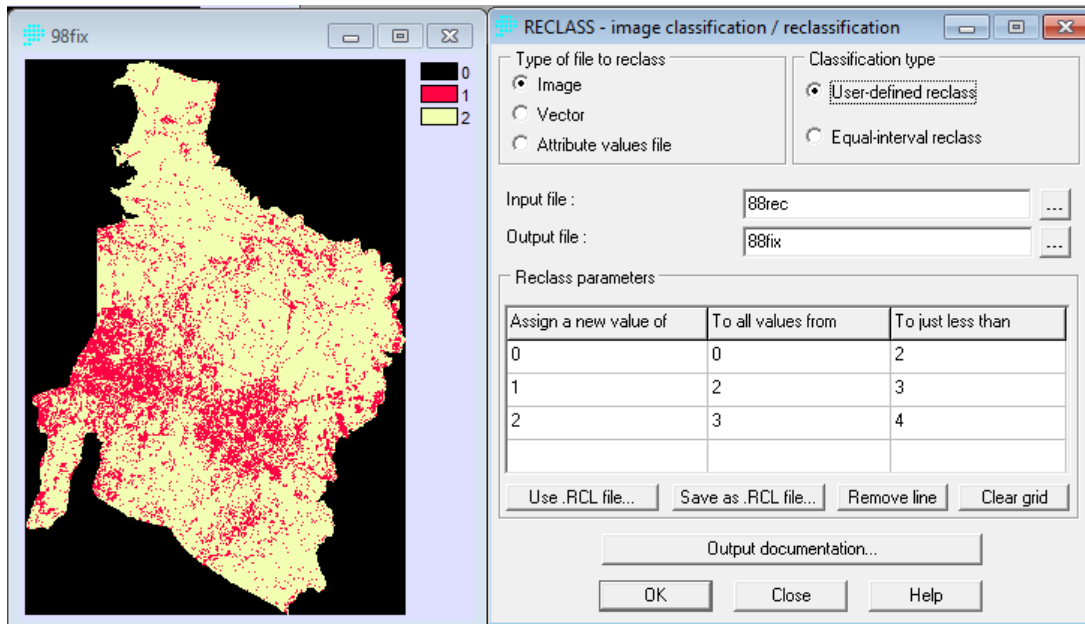 98fix
0
1
2
RECLASS - image classification / reclassification
Type of file to reclass
Image
Vector
Attribute values file
Classification type
User-defined reclass
Equal-interval reclass
Input file :
88rec
...
Output file :
88fix
...
Reclass parameters
Assign a new value of To all values from To just less than
0 0 2
1 2 3
2 3 4
Use .RCL file... Save as .RCL file... Remove line Clear grid
Output documentation...
OK Close Help